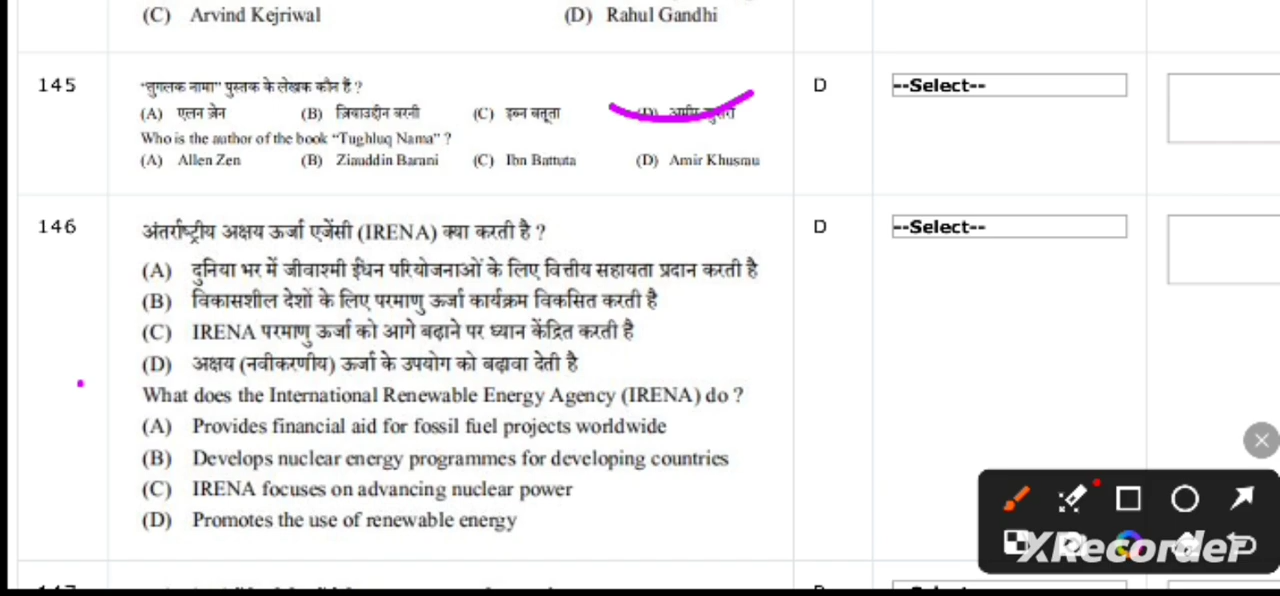 (C) Arvind Kejriwal (D) Rahul Gandhi
145 "तुगलक नामा" पुस्तक के लेखक कौन हैं ? D --Select--
(A) एलन ज़ेन (B) ज़ियाउद्दीन बरनी (C) इब्न बतूता (D) अमीर खुसरो
Who is the author of the book “Tughluq Nama” ?
(A) Allen Zen (B) Ziauddin Barani (C) Ibn Battuta (D) Amir Khusrau
146 अंतर्राष्ट्रीय अक्षय ऊर्जा एजेंसी (IRENA) क्या करती है ? D --Select--
(A) दुनिया भर में जीवाश्मी ईंधन परियोजनाओं के लिए वित्तीय सहायता प्रदान करती है
(B) विकासशील देशों के लिए परमाणु ऊर्जा कार्यक्रम विकसित करती है
(C) IRENA परमाणु ऊर्जा को आगे बढ़ाने पर ध्यान केंद्रित करती है
(D) अक्षय (नवीकरणीय) ऊर्जा के उपयोग को बढ़ावा देती है
What does the International Renewable Energy Agency (IRENA) do ?
(A) Provides financial aid for fossil fuel projects worldwide
(B) Develops nuclear energy programmes for developing countries
(C) IRENA focuses on advancing nuclear power
(D) Promotes the use of renewable energy
XRecorder